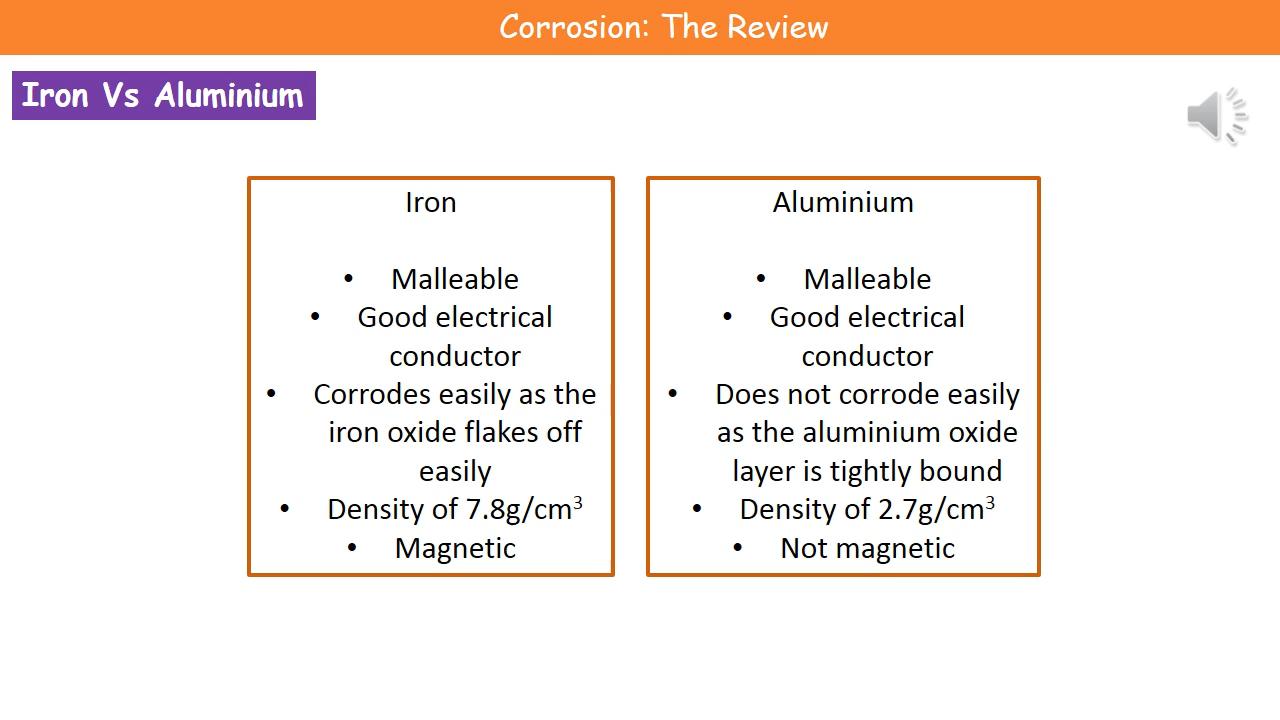 Corrosion: The Review
Iron Vs Aluminium
Iron
• Malleable
• Good electrical
conductor
• Corrodes easily as the
iron oxide flakes off
easily
• Density of 7.8g/cm³
• Magnetic
Aluminium
• Malleable
• Good electrical
conductor
• Does not corrode easily
as the aluminium oxide
layer is tightly bound
• Density of 2.7g/cm³
• Not magnetic